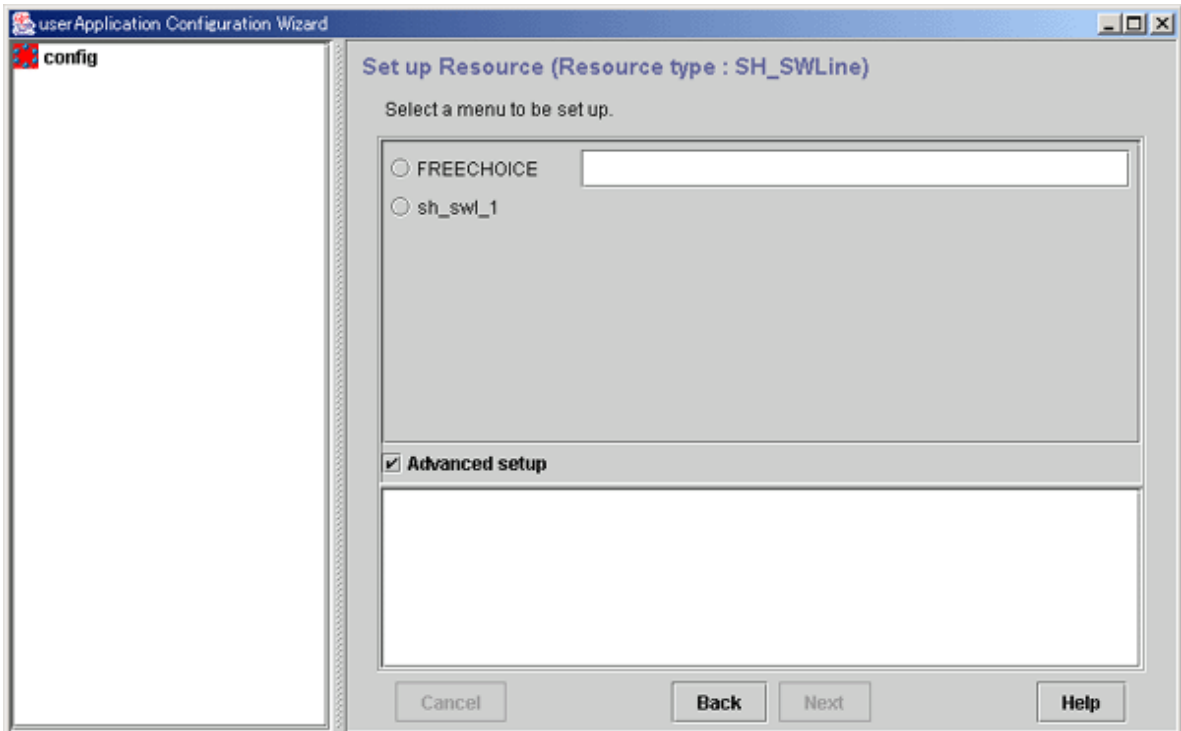 userApplication Configuration Wizard
config
Set up Resource (Resource type : SH_SWLine)
Select a menu to be set up.
FREECHOICE
sh_swl_1
Advanced setup
Cancel
Back
Next
Help